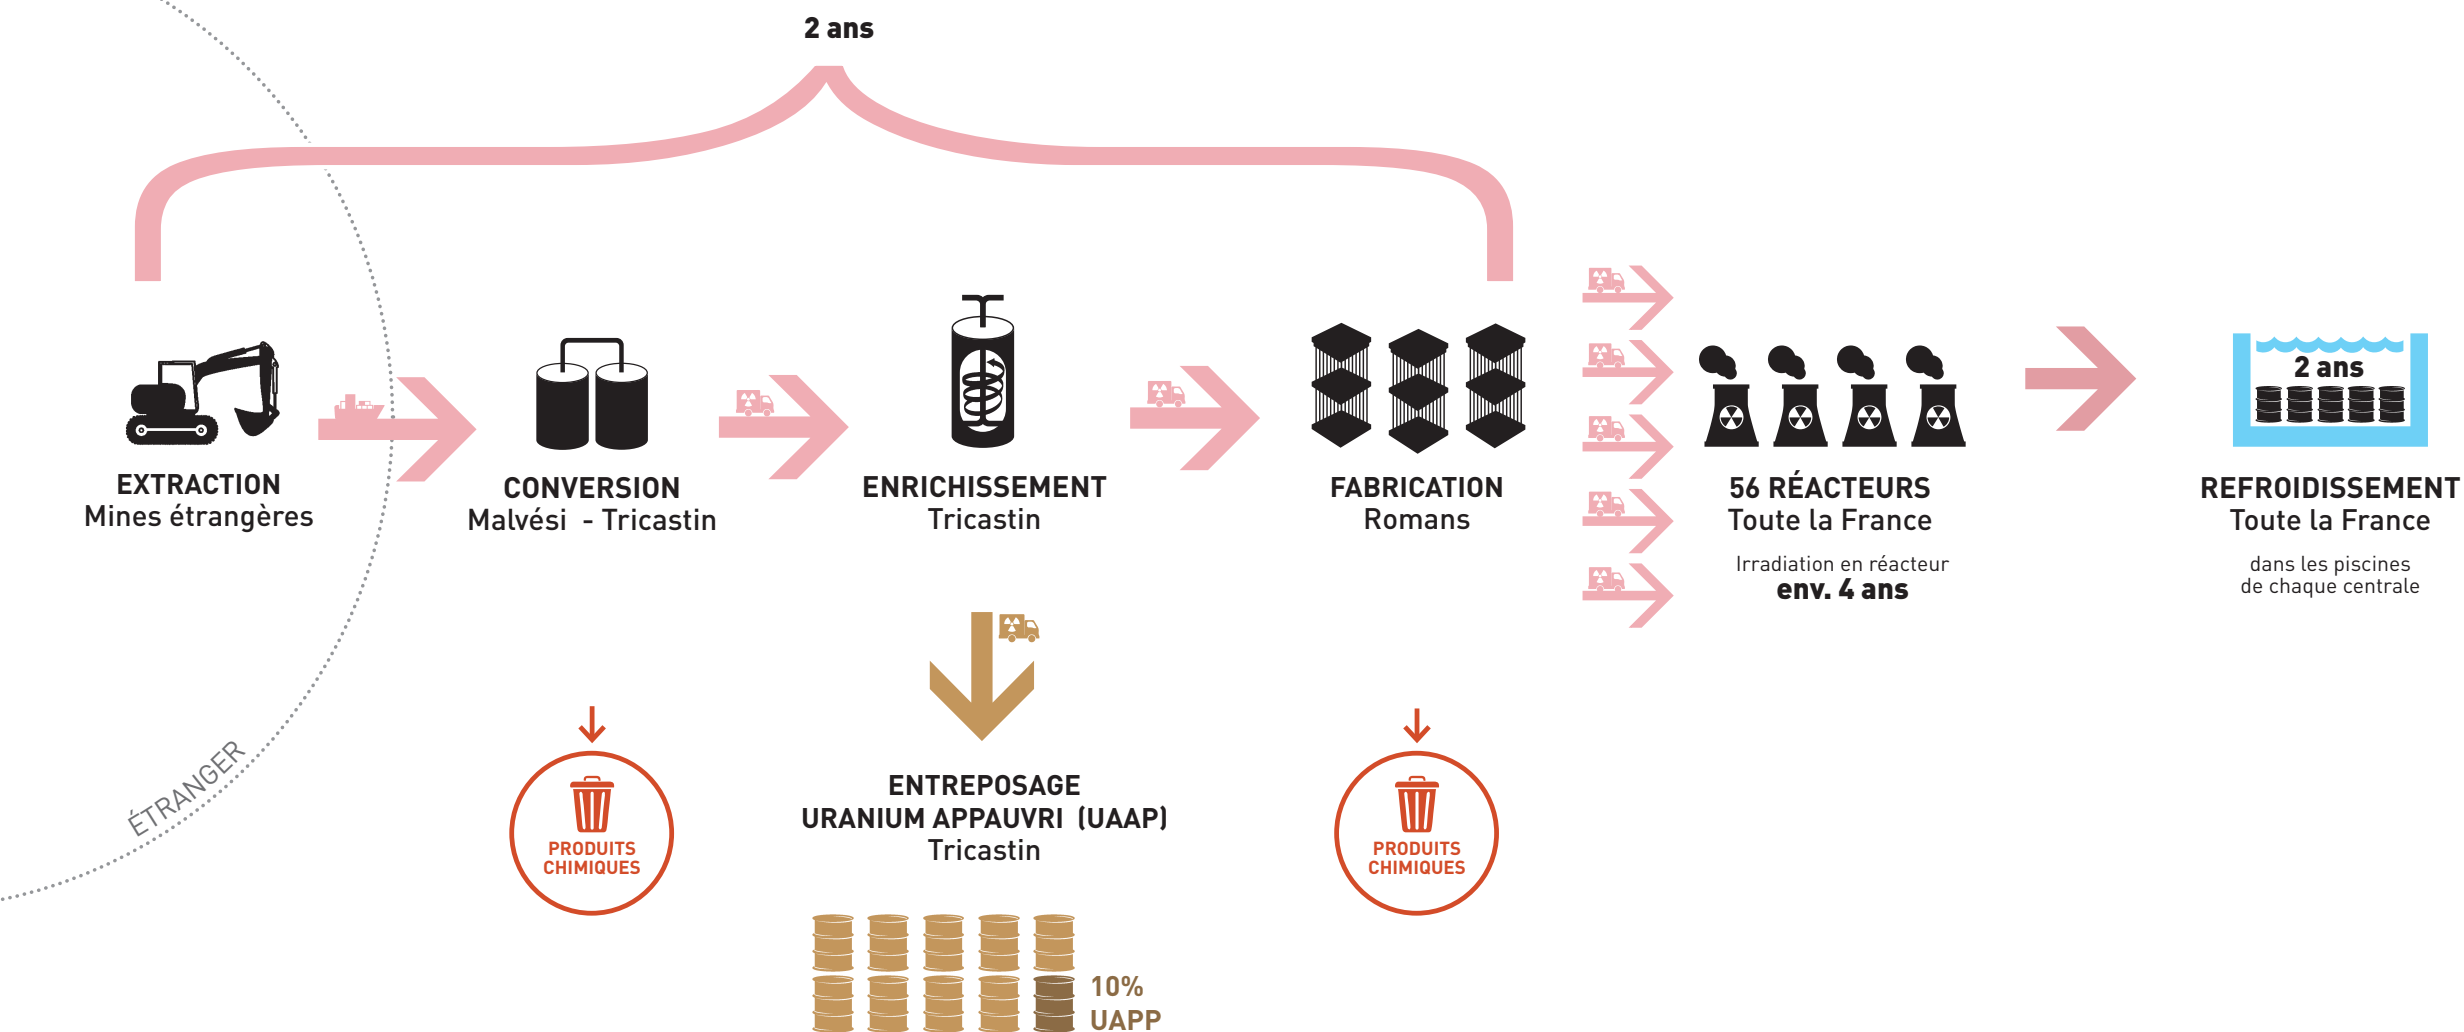 2 ans
EXTRACTION
Mines étrangères
CONVERSION
Malvési - Tricastin
ENRICHISSEMENT
Tricastin
FABRICATION
Romans
56 RÉACTEURS
Toute la France
Irradiation en réacteur
env. 4 ans
2 ans
REFROIDISSEMENT
Toute la France
dans les piscines
de chaque centrale
ÉTRANGER
PRODUITS
CHIMIQUES
ENTREPOSAGE
URANIUM APPAUVRI (UAAP)
Tricastin
PRODUITS
CHIMIQUES
10%
UAPP